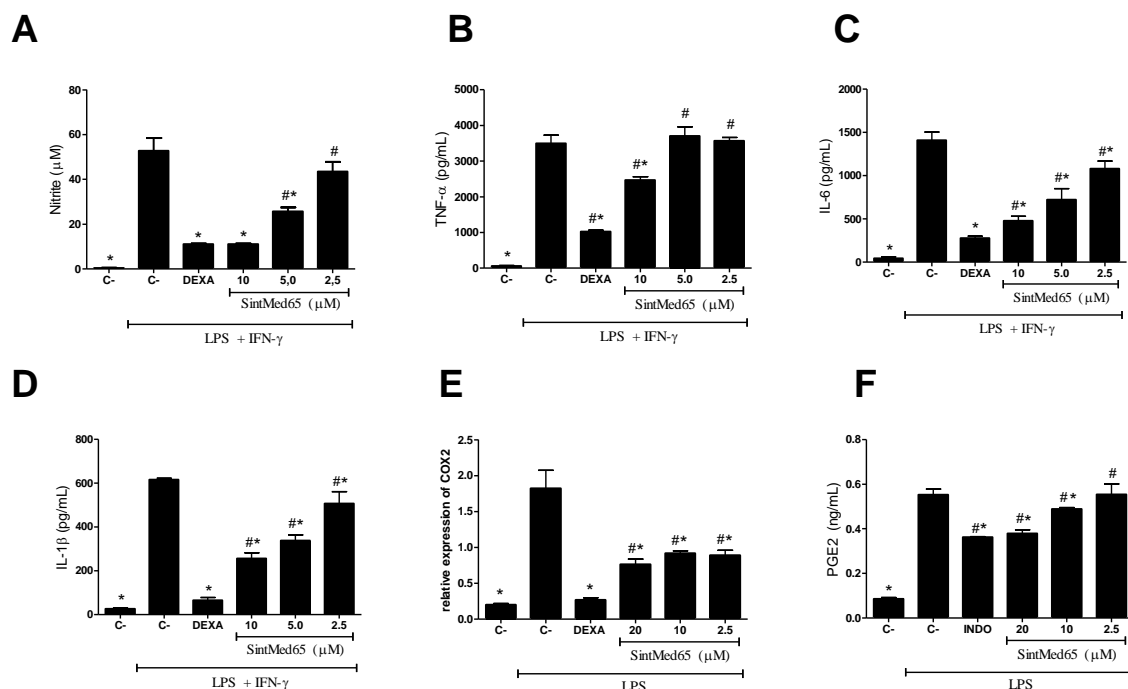 A
Nitrite (μM)
80
60
40
20
0
*
*
*
#*
#
C-
C-
DEXA
10
5,0
2,5
SintMed65 (μM)
LPS + IFN-γ
B
TNF-α (pg/mL)
5000
4000
3000
2000
1000
0
*
#*
#*
#
#
C-
C-
DEXA
10
5.0
2.5
SintMed65 (μM)
LPS + IFN-γ
C
IL-6 (pg/mL)
2000
1500
1000
500
0
*
*
#*
#*
#*
C-
C-
DEXA
10
5.0
2.5
SintMed65 (μM)
LPS + IFN-γ
D
IL-1β (pg/mL)
800
600
400
200
0
*
*
#*
#*
#*
C-
C-
DEXA
10
5.0
2.5
SintMed65 (μM)
LPS + IFN-γ
E
relative expression of COX2
2.5
2.0
1.5
1.0
0.5
0.0
*
*
#*
#*
#*
C-
C-
DEXA
20
10
2.5
SintMed65 (μM)
LPS
F
PGE2 (ng/mL)
0.8
0.6
0.4
0.2
0.0
*
#*
#*
#*
#
C-
C-
INDO
20
10
2.5
SintMed65 (μM)
LPS